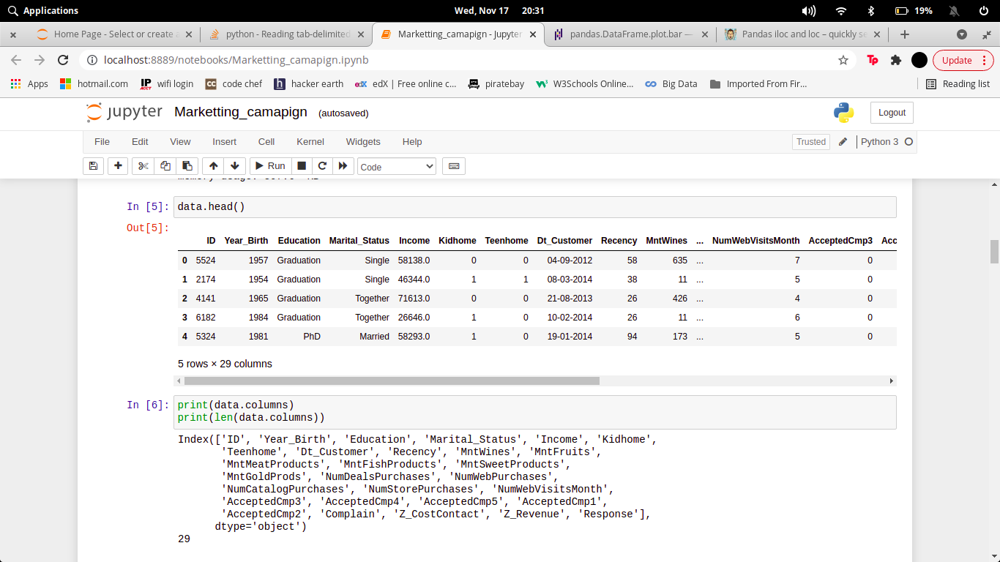 Applications
Wed, Nov 17 20:31
19%
Home Page - Select or create a
python - Reading tab-delimited
Marketting_camapign - Jupyter
pandas.DataFrame.plot.bar —
Pandas iloc and loc – quickly se
localhost:8889/notebooks/Marketting_camapign.ipynb
Update
Apps
hotmail.com
wifi login
code chef
hacker earth
edX | Free online c...
piratebay
W3Schools Online...
Big Data
Imported From Fir...
Reading list
jupyter Marketting_camapign (autosaved)
Logout
File Edit View Insert Cell Kernel Widgets Help
Trusted
Python 3
Run
Code
In [5]: data.head()
Out[5]:
ID Year_Birth Education Marital_Status Income Kidhome Teenhome Dt_Customer Recency MntWines ... NumWebVisitsMonth AcceptedCmp3 Acc
0 5524 1957 Graduation Single 58138.0 0 0 04-09-2012 58 635 ... 7 0
1 2174 1954 Graduation Single 46344.0 1 1 08-03-2014 38 11 ... 5 0
2 4141 1965 Graduation Together 71613.0 0 0 21-08-2013 26 426 ... 4 0
3 6182 1984 Graduation Together 26646.0 1 0 10-02-2014 26 11 ... 6 0
4 5324 1981 PhD Married 58293.0 1 0 19-01-2014 94 173 ... 5 0
5 rows × 29 columns
In [6]: print(data.columns)
print(len(data.columns))
Index(['ID', 'Year_Birth', 'Education', 'Marital_Status', 'Income', 'Kidhome',
'Teenhome', 'Dt_Customer', 'Recency', 'MntWines', 'MntFruits',
'MntMeatProducts', 'MntFishProducts', 'MntSweetProducts',
'MntGoldProds', 'NumDealsPurchases', 'NumWebPurchases',
'NumCatalogPurchases', 'NumStorePurchases', 'NumWebVisitsMonth',
'AcceptedCmp3', 'AcceptedCmp4', 'AcceptedCmp5', 'AcceptedCmp1',
'AcceptedCmp2', 'Complain', 'Z_CostContact', 'Z_Revenue', 'Response'],
dtype='object')
29